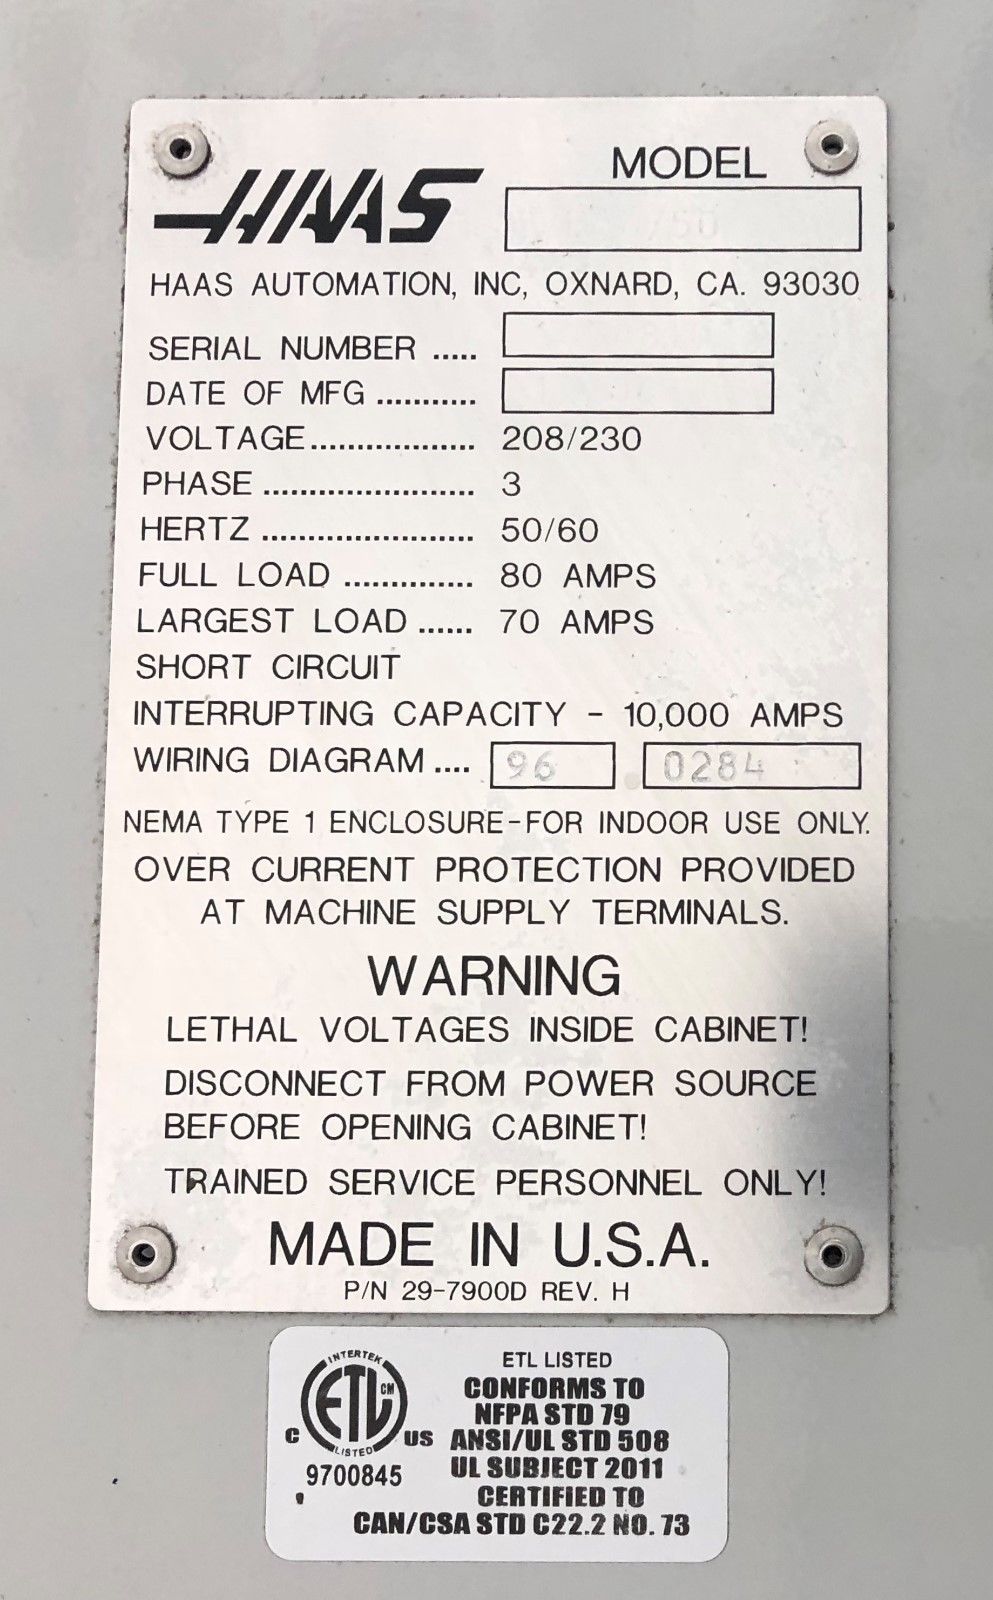 HAAS
MODEL
HAAS AUTOMATION, INC, OXNARD, CA. 93030
SERIAL NUMBER .....
DATE OF MFG ...........
VOLTAGE.................. 208/230
PHASE ....................... 3
HERTZ ....................... 50/60
FULL LOAD .............. 80 AMPS
LARGEST LOAD ...... 70 AMPS
SHORT CIRCUIT
INTERRUPTING CAPACITY - 10,000 AMPS
WIRING DIAGRAM .... 96 0284
NEMA TYPE 1 ENCLOSURE-FOR INDOOR USE ONLY.
OVER CURRENT PROTECTION PROVIDED
AT MACHINE SUPPLY TERMINALS.
WARNING
LETHAL VOLTAGES INSIDE CABINET!
DISCONNECT FROM POWER SOURCE
BEFORE OPENING CABINET!
TRAINED SERVICE PERSONNEL ONLY!
MADE IN U.S.A.
P/N 29-7900D REV. H
INTERTEK
ETL CM
LISTED
C US
9700845
ETL LISTED
CONFORMS TO
NFPA STD 79
ANSI/UL STD 508
UL SUBJECT 2011
CERTIFIED TO
CAN/CSA STD C22.2 NO. 73